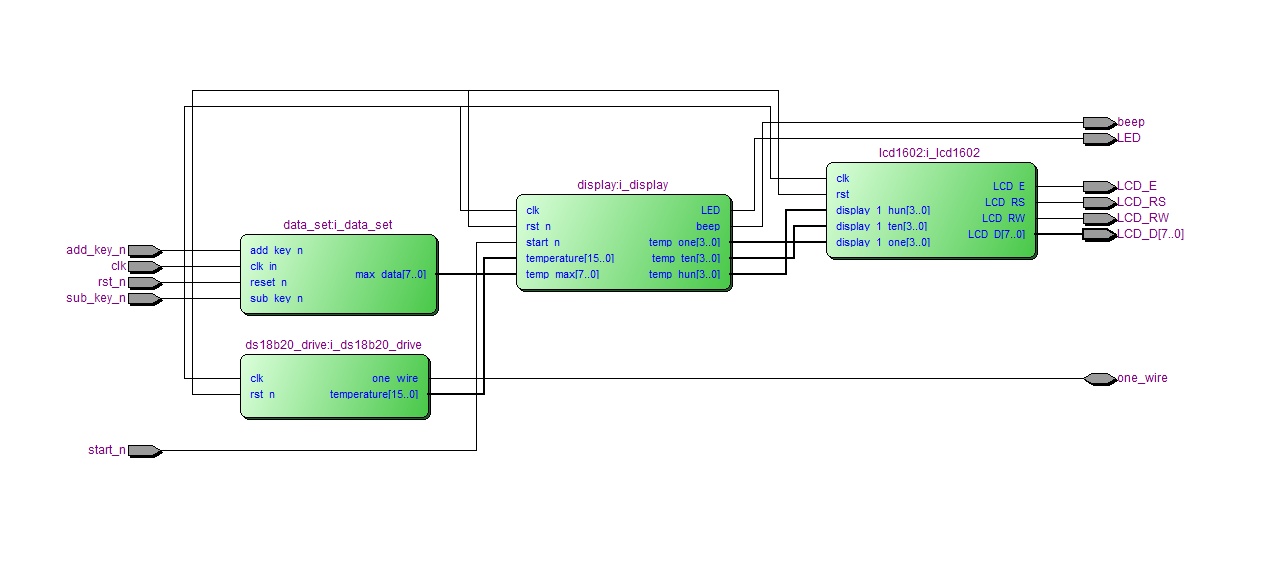 beep
LED
lcd1602:i_lcd1602
clk
rst
display_1_hun[3..0]
display_1_ten[3..0]
display_1_one[3..0]
LCD_E
LCD_RS
LCD_RW
LCD_D[7..0]
LCD_E
LCD_RS
LCD_RW
LCD_D[7..0]
display:i_display
clk
rst_n
start_n
temperature[15..0]
temp_max[7..0]
LED
beep
temp_one[3..0]
temp_ten[3..0]
temp_hun[3..0]
data_set:i_data_set
add_key_n
clk
rst_n
sub_key_n
add_key_n
clk_in
reset_n
sub_key_n
max_data[7..0]
ds18b20_drive:i_ds18b20_drive
clk
rst_n
one_wire
temperature[15..0]
one_wire
start_n